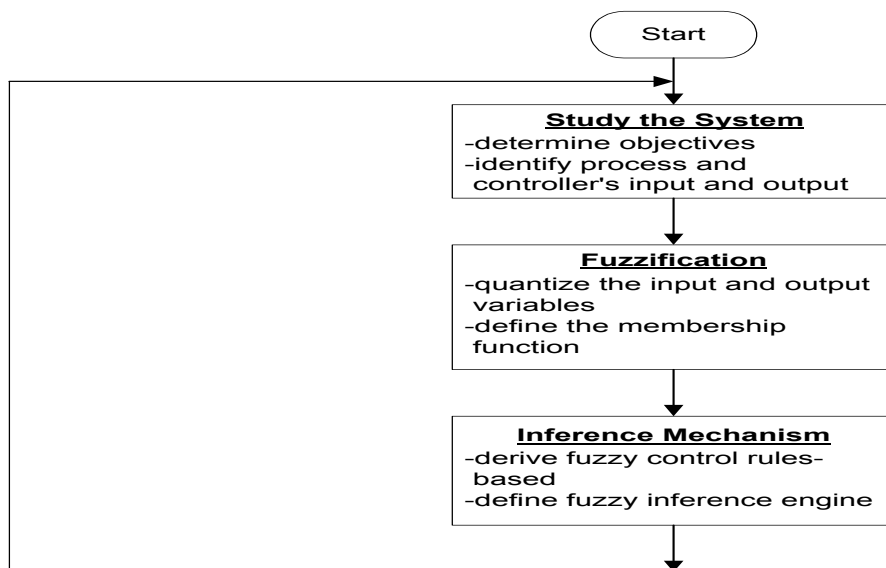 Start
Study the System
-determine objectives
-identify process and
controller's input and output
Fuzzification
-quantize the input and output
variables
-define the membership
function
Inference Mechanism
-derive fuzzy control rules-
based
-define fuzzy inference engine